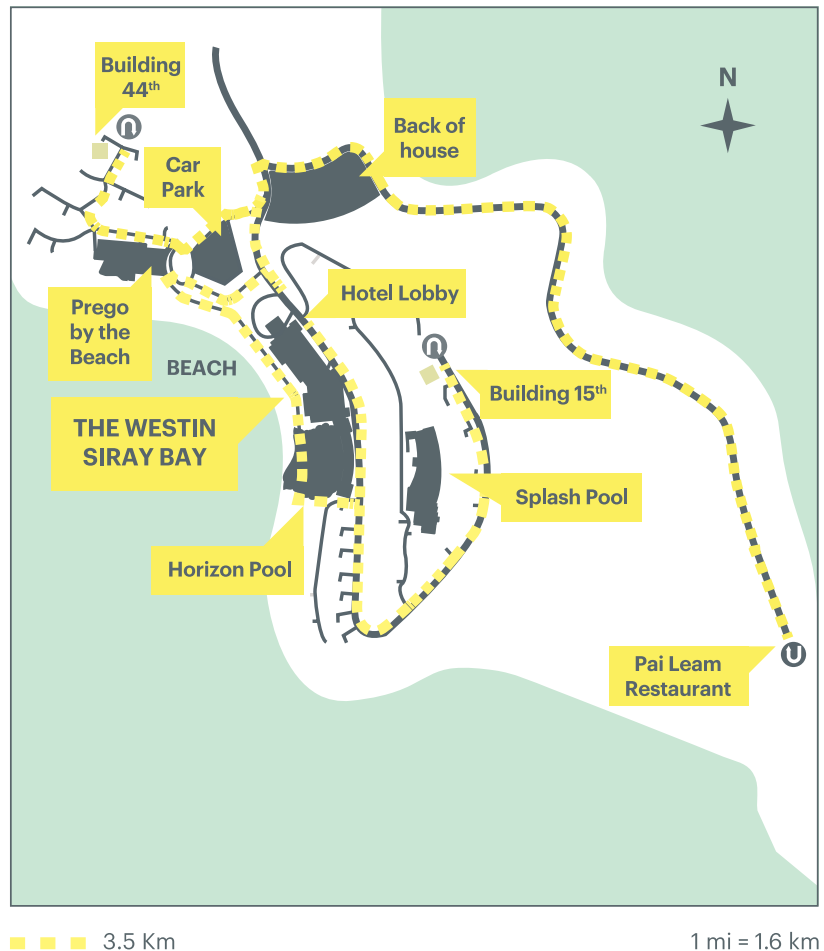 N
Building
44th
Back of
house
Car
Park
Hotel Lobby
Prego
by the
Beach
BEACH
Building 15th
THE WESTIN
SIRAY BAY
Splash Pool
Horizon Pool
Pai Leam
Restaurant
3.5 Km
1 mi = 1.6 km